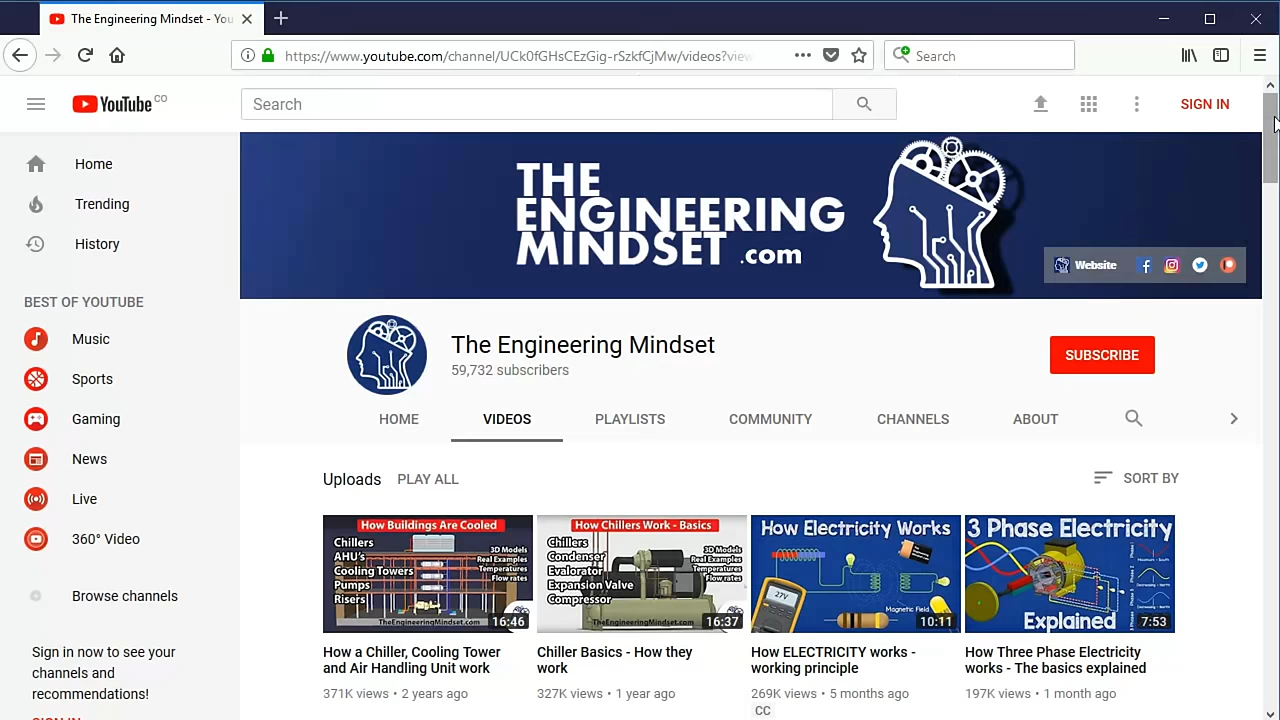 The Engineering Mindset - You
https://www.youtube.com/channel/UCk0fGHsCEzGig-rSzkfCjMw/videos?view
Search
YouTube CO
Search
SIGN IN
Home
Trending
History
BEST OF YOUTUBE
Music
Sports
Gaming
News
Live
360° Video
Browse channels
Sign in now to see your
channels and
recommendations!
SIGN IN
THE
ENGINEERING
MINDSET .com
Website
The Engineering Mindset
59,732 subscribers
SUBSCRIBE
HOME
VIDEOS
PLAYLISTS
COMMUNITY
CHANNELS
ABOUT
Uploads
PLAY ALL
SORT BY
How Buildings Are Cooled
Chillers
AHU's
Cooling Towers
Pumps
Risers
3D Models
Real Examples
Temperatures
Flow rates
TheEngineeringMindset.com
16:46
How a Chiller, Cooling Tower
and Air Handling Unit work
371K views • 2 years ago
How Chillers Work - Basics
Chillers
Condenser
Evalorator
Expansion Valve
Compressor
3D Models
Real Examples
Temperatures
Flow rates
TheEngineeringMindset.com
16:37
Chiller Basics - How they
work
327K views • 1 year ago
How Electricity Works
27V
Magnetic Field
10:11
How ELECTRICITY works -
working principle
269K views • 5 months ago
CC
3 Phase Electricity
Explained
7:53
How Three Phase Electricity
works - The basics explained
197K views • 1 month ago